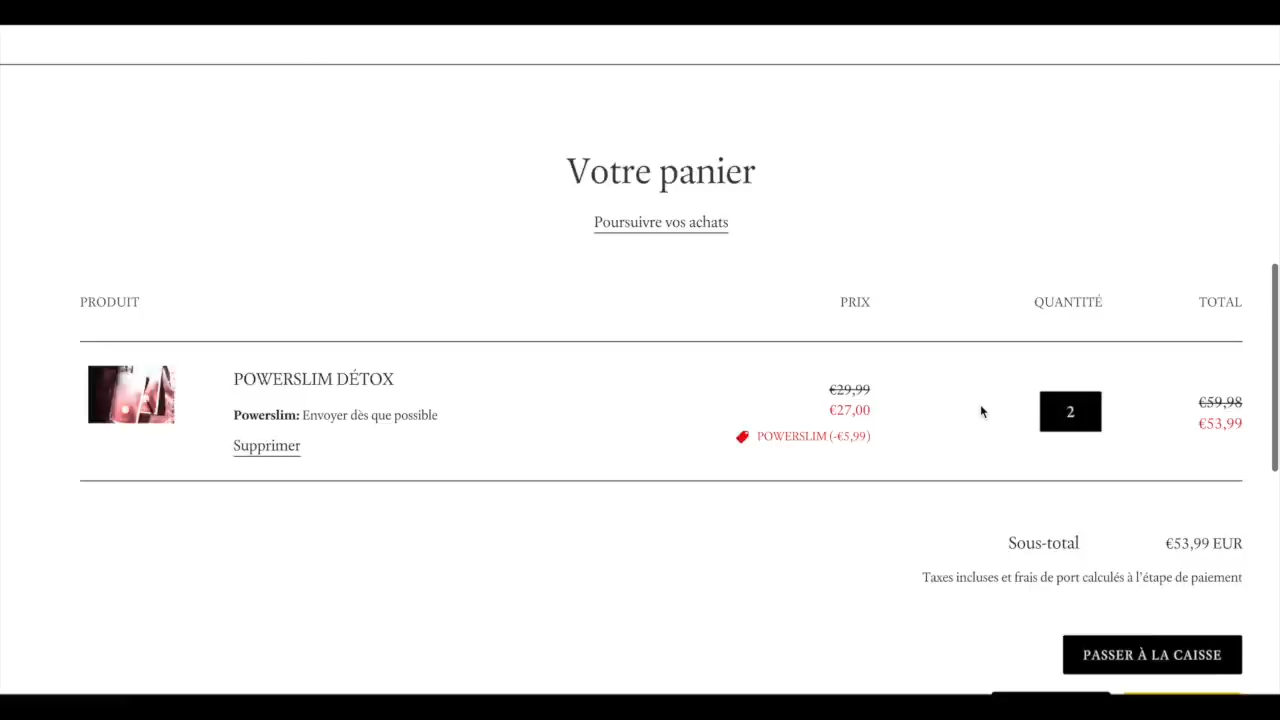 Votre panier
Poursuivre vos achats
PRODUIT PRIX QUANTITÉ TOTAL
POWERSLIM DÉTOX
Powerslim: Envoyer dès que possible
Supprimer
€29,99
€27,00
POWERSLIM (-€5,99)
2
€59,98
€53,99
Sous-total €53,99 EUR
Taxes incluses et frais de port calculés à l'étape de paiement
PASSER À LA CAISSE